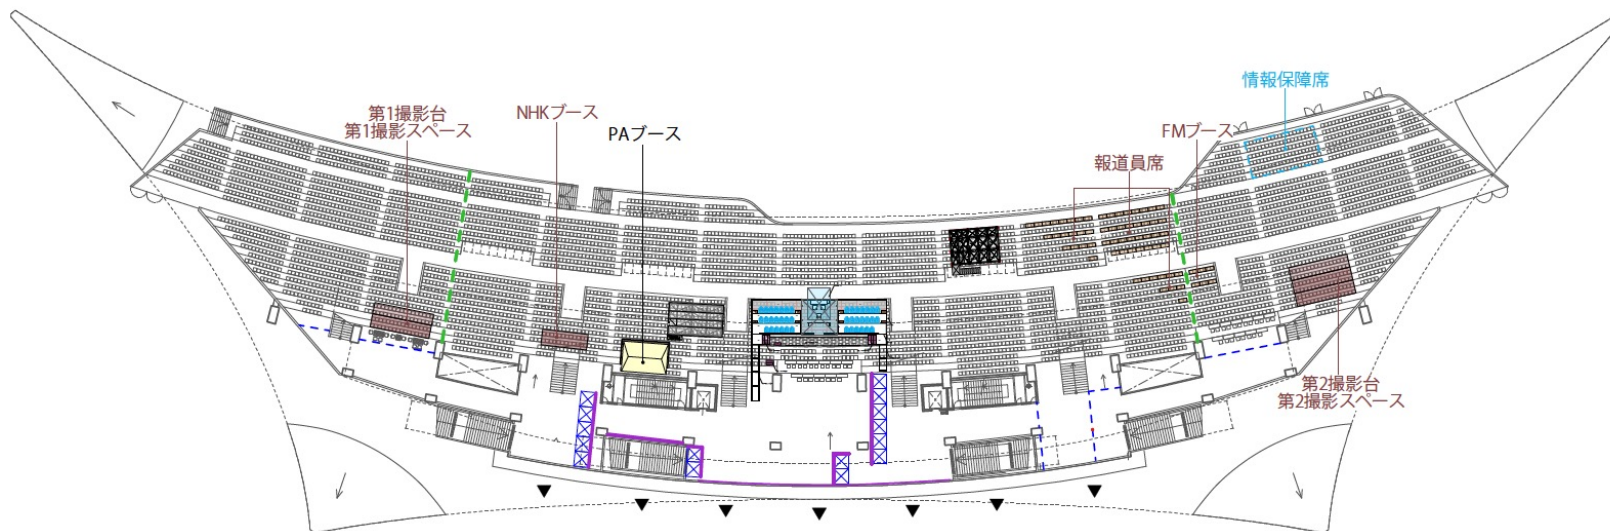 情報保障席
第1撮影台
第1撮影スペース
NHKブース
PAブース
FMブース
報道員席
第2撮影台
第2撮影スペース